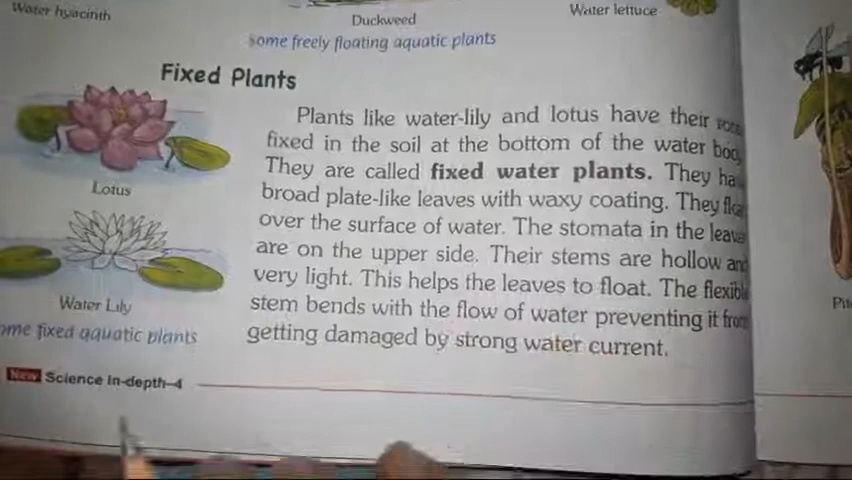 Water hyacinth
Duckweed
Water lettuce
some freely floating aquatic plants
Fixed Plants
Plants like water-lily and lotus have their
fixed in the soil at the bottom of the water
They are called fixed water plants. They
broad plate-like leaves with waxy coating. They
over the surface of water. The stomata in the
are on the upper side. Their stems are hollow and
very light. This helps the leaves to float. The flexible
stem bends with the flow of water preventing it from
getting damaged by strong water current.
Lotus
Water Lily
fixed aquatic plants
New Science in-depth-4